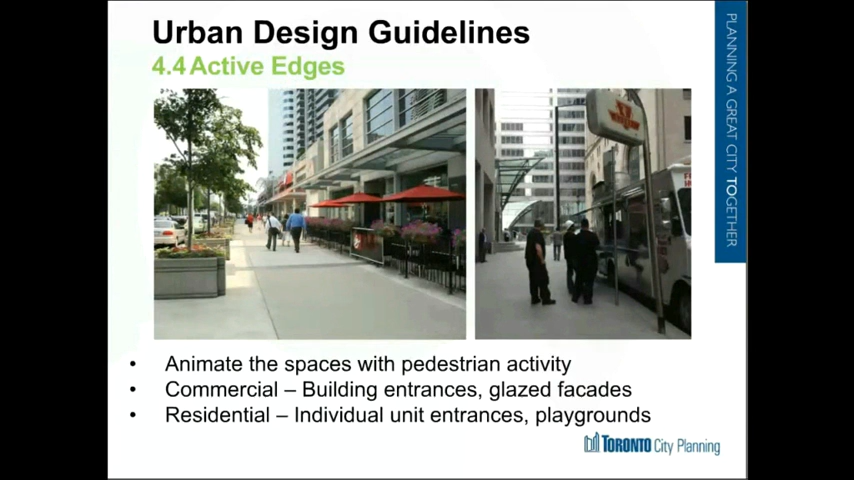 Urban Design Guidelines
4.4 Active Edges
PLANNING A GREAT CITY TOGETHER
• Animate the spaces with pedestrian activity
• Commercial – Building entrances, glazed facades
• Residential – Individual unit entrances, playgrounds
TORONTO City Planning